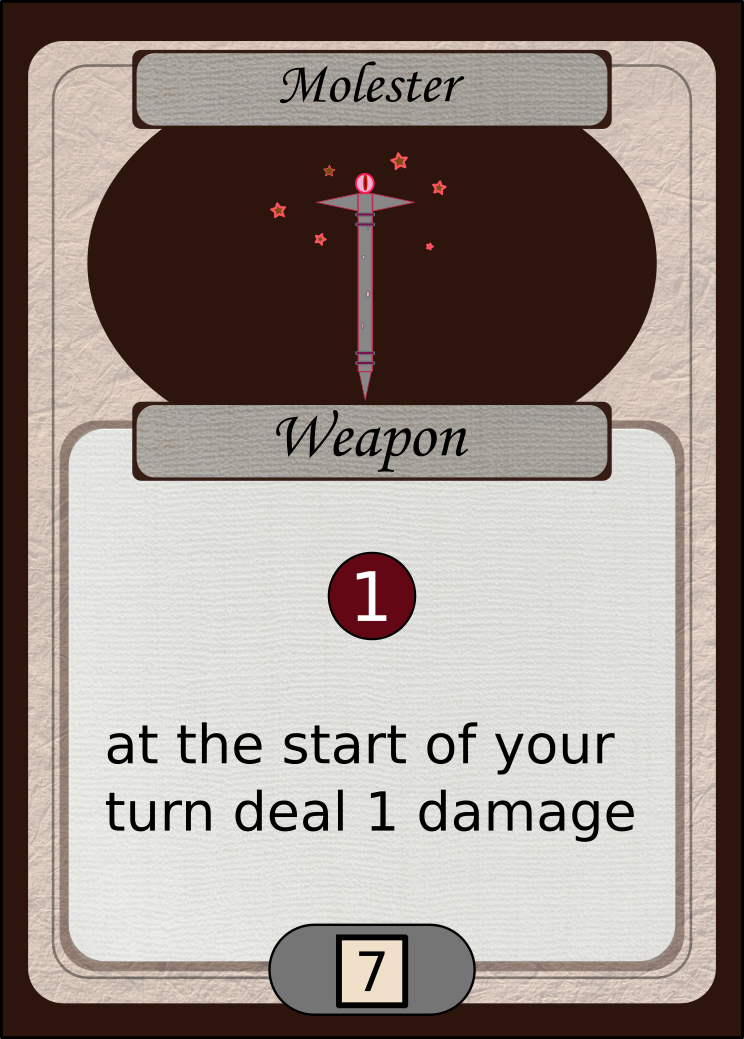 Molester
Weapon
1
at the start of your
turn deal 1 damage
7